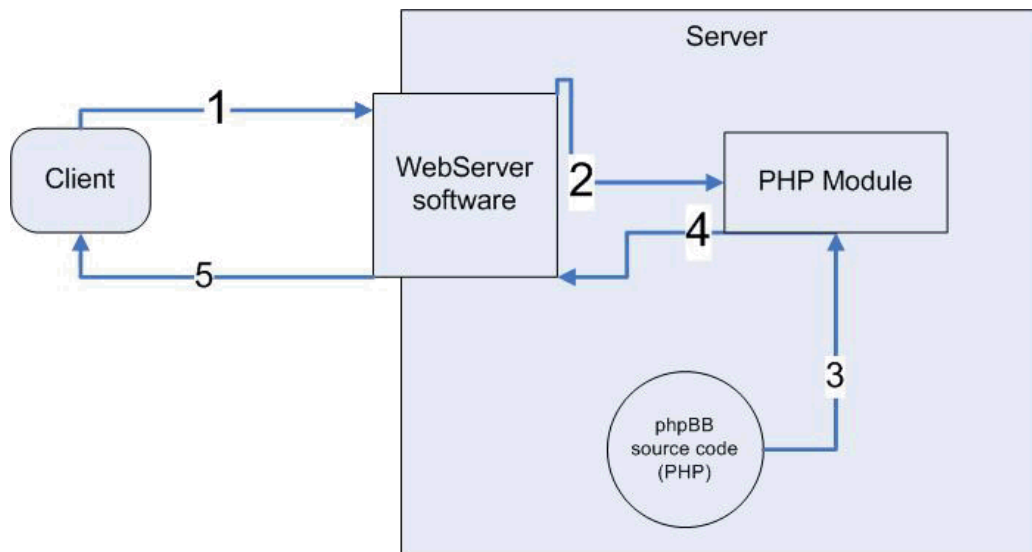 Server
1
Client
WebServer
software
2
PHP Module
4
5
3
phpBB
source code
(PHP)